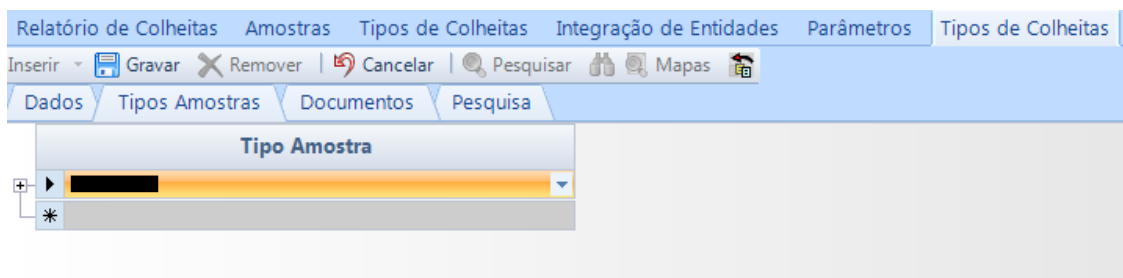 Relatório de Colheitas Amostras Tipos de Colheitas Integração de Entidades Parâmetros Tipos de Colheitas
Inserir Gravar Remover Cancelar Pesquisar Mapas
Dados Tipos Amostras Documentos Pesquisa
Tipo Amostra